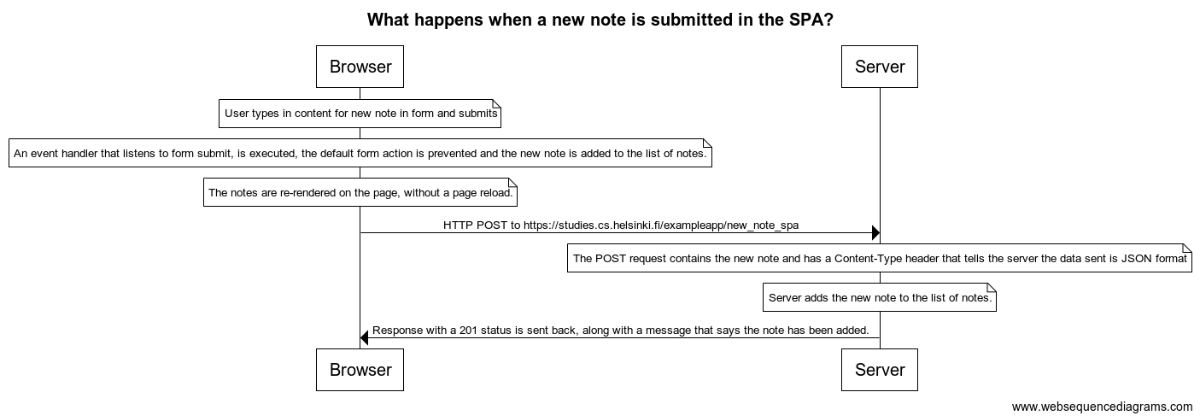 What happens when a new note is submitted in the SPA?
Browser
Server
User types in content for new note in form and submits
An event handler that listens to form submit, is executed, the default form action is prevented and the new note is added to the list of notes.
The notes are re-rendered on the page, without a page reload.
HTTP POST to https://studies.cs.helsinki.fi/exampleapp/new_note_spa
The POST request contains the new note and has a Content-Type header that tells the server the data sent is JSON format
Server adds the new note to the list of notes.
Response with a 201 status is sent back, along with a message that says the note has been added.
Browser
Server
www.websequencediagrams.com